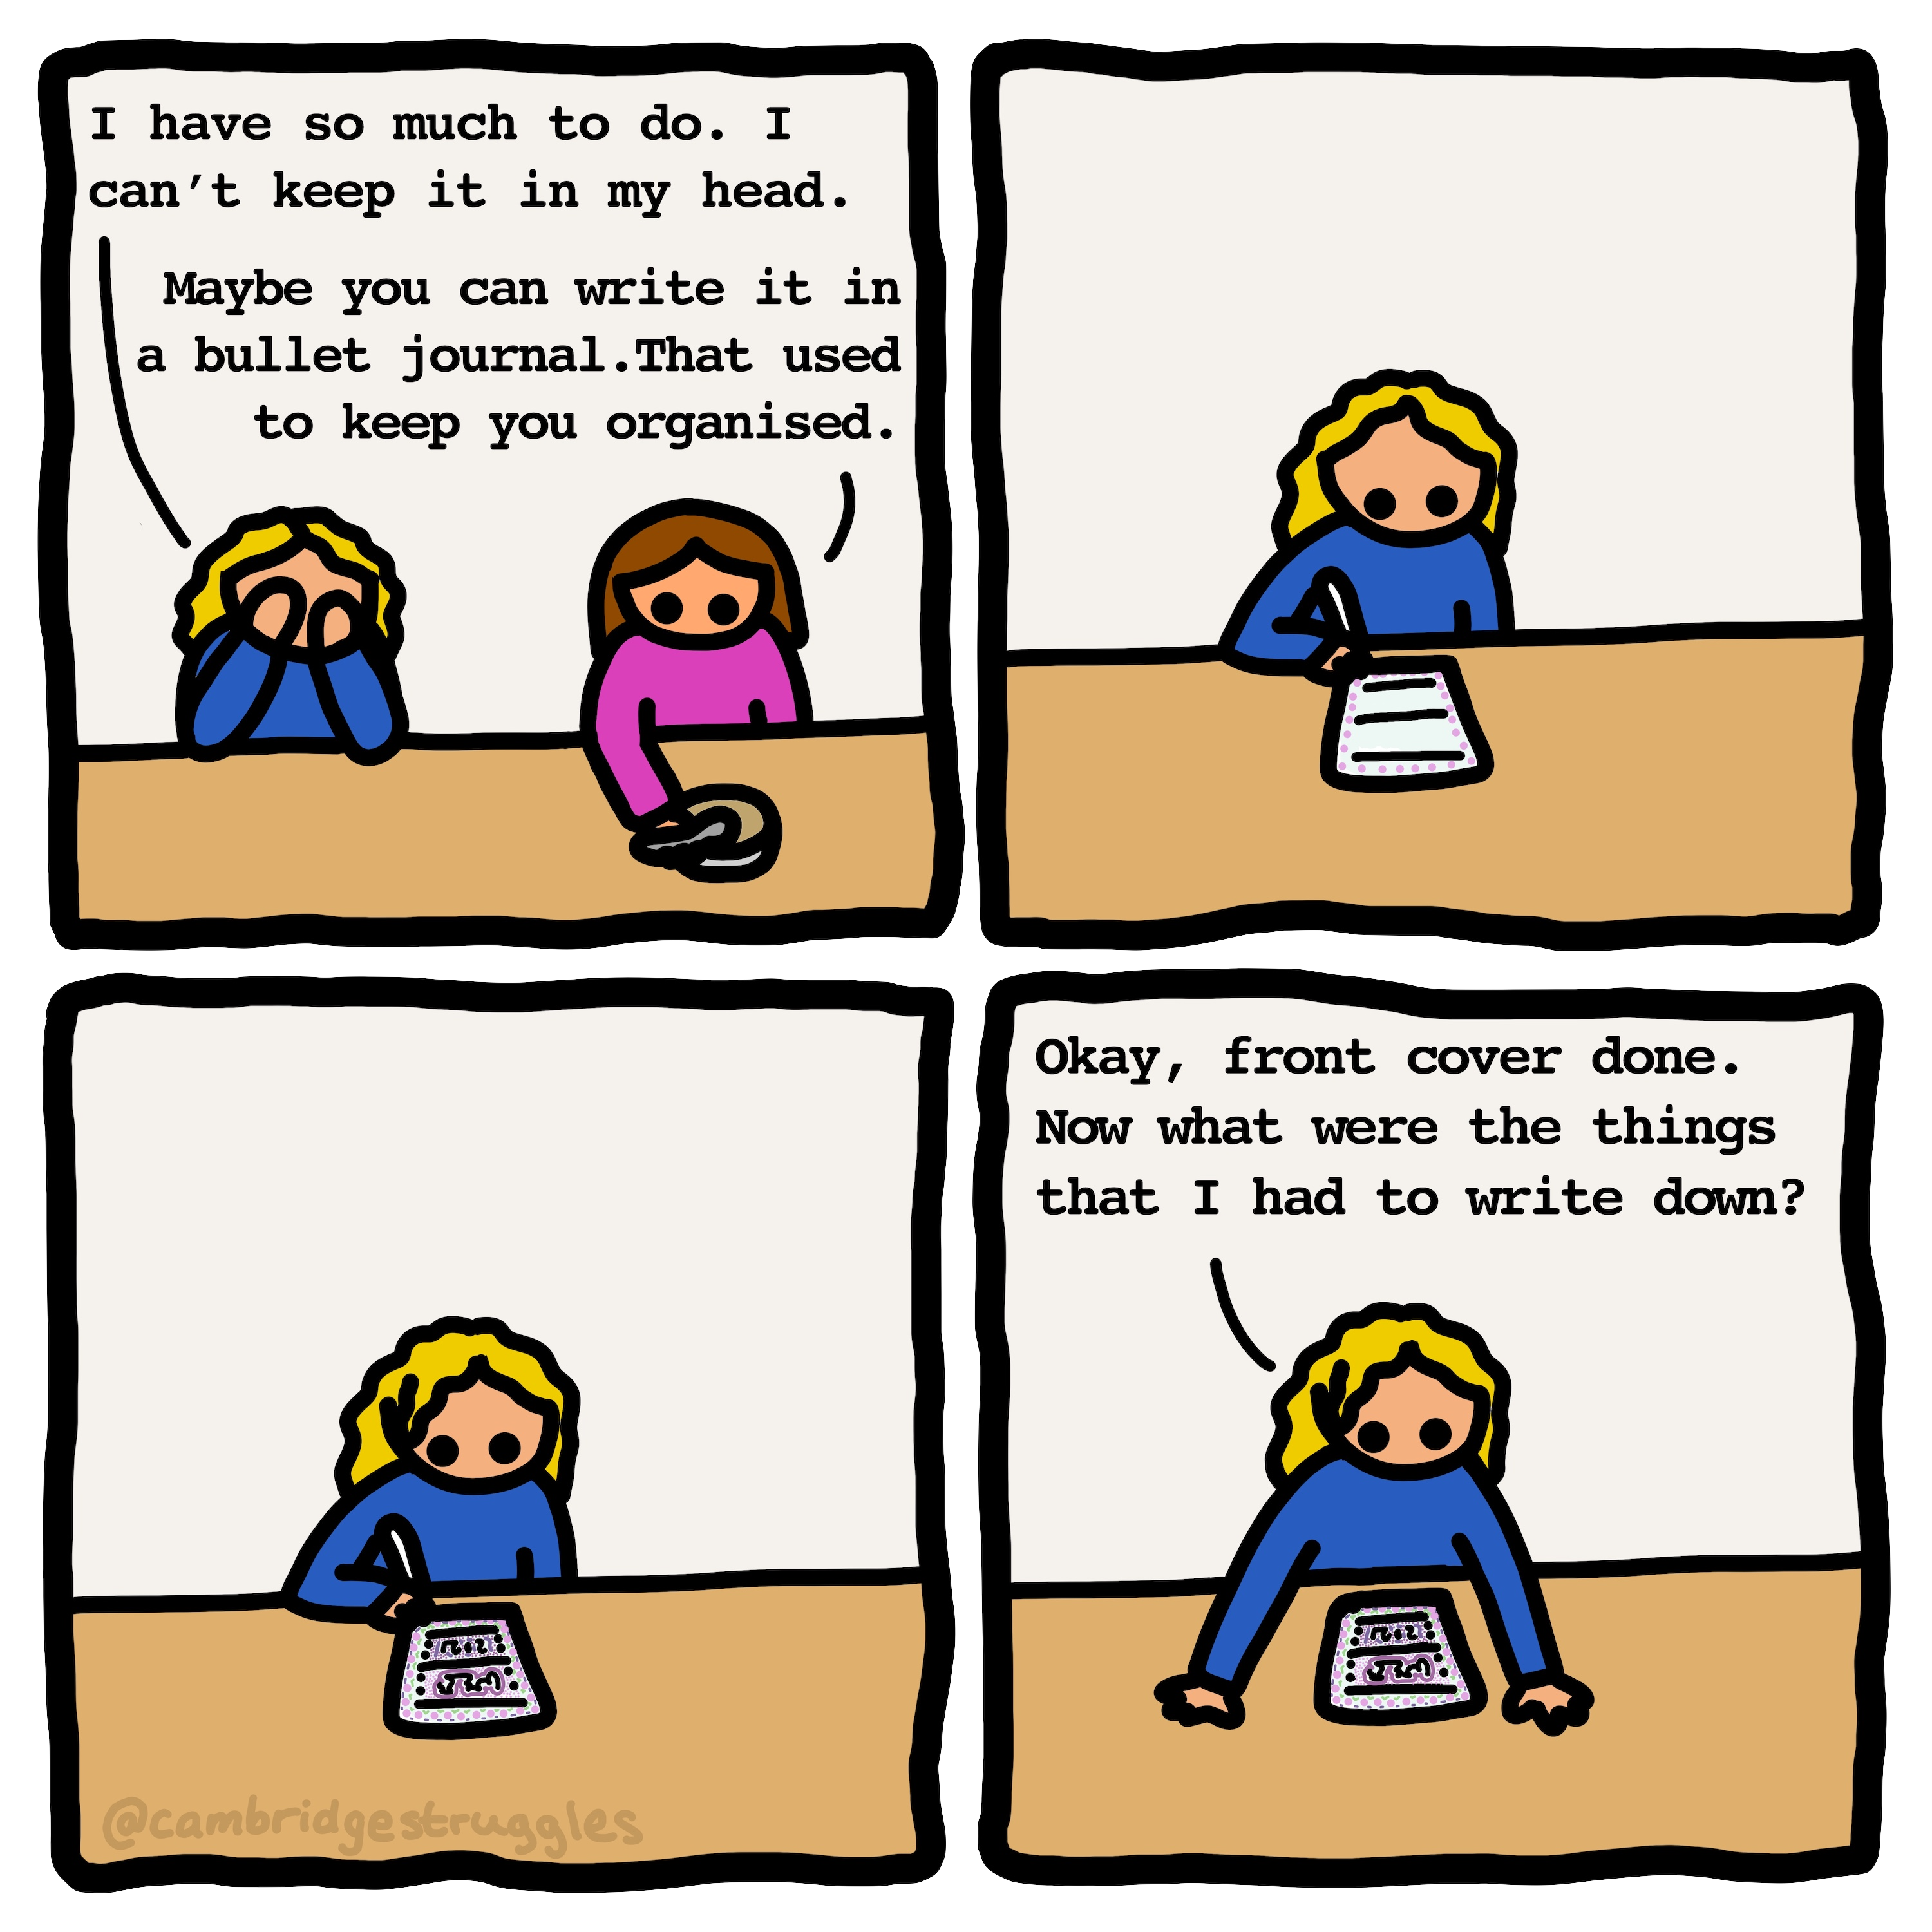 I have so much to do. I
can't keep it in my head.
Maybe you can write it in
a bullet journal.That used
to keep you organised.
@cambridgestruggles
Okay, front cover done.
Now what were the things
that I had to write down?